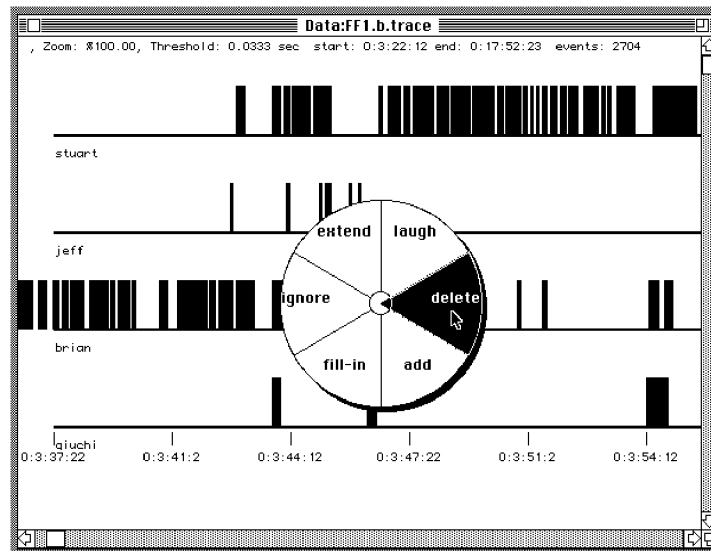 Data:FF1.b.trace
, Zoom: %100.00, Threshold: 0.0333 sec start: 0:3:22:12 end: 0:17:52:23 events: 2704
stuart
jeff
extend laugh
ignore delete
brian
fill-in add
giuchi
0:3:37:22 0:3:41:2 0:3:44:12 0:3:47:22 0:3:51:2 0:3:54:12